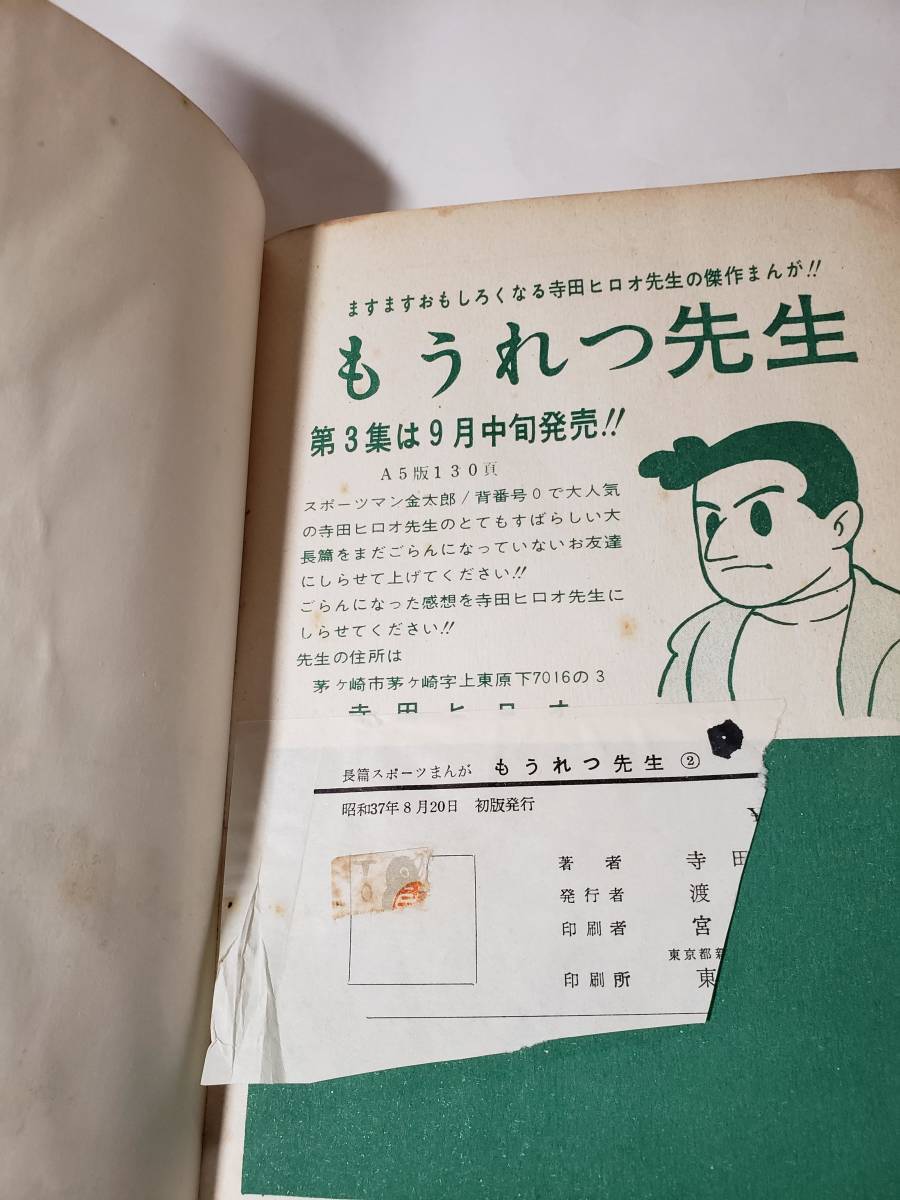 ますますおもしろくなる寺田ヒロオ先生の傑作まんが!!
もうれつ先生
第3集は9月中旬発売!!
A5版130頁
スポーツマン金太郎/背番号0で大人気
の寺田ヒロオ先生のとてもすばらしい大
長篇をまだごらんになっていないお友達
にしらせて上げてください!!
ごらんになった感想を寺田ヒロオ先生に
しらせてください!!
先生の住所は
茅ヶ崎市茅ヶ崎字上東原下7016の3
寺田ヒロオ
長篇スポーツまんが もうれつ先生 ②
昭和37年8月20日 初版発行
著者 寺田
発行者 渡
印刷者 宮
東京都新
印刷所 東